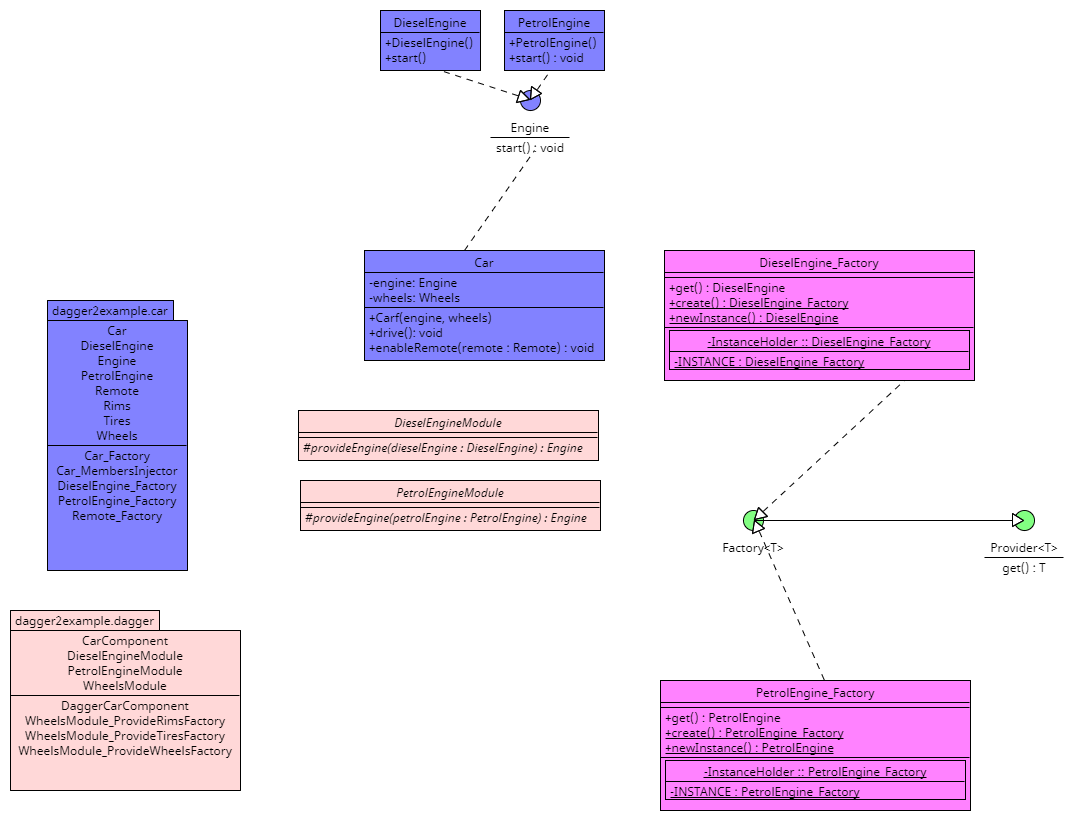 DieselEngine
+DieselEngine()
+start()
PetrolEngine
+PetrolEngine()
+start() : void
Engine
start() : void
Car
-engine: Engine
-wheels: Wheels
+Carf(engine, wheels)
+drive(): void
+enableRemote(remote : Remote) : void
DieselEngine_Factory
+get() : DieselEngine
+create() : DieselEngine_Factory
+newInstance() : DieselEngine
-InstanceHolder :: DieselEngine_Factory
-INSTANCE : DieselEngine_Factory
dagger2example.car
Car
DieselEngine
Engine
PetrolEngine
Remote
Rims
Tires
Wheels
Car_Factory
Car_MembersInjector
DieselEngine_Factory
PetrolEngine_Factory
Remote_Factory
DieselEngineModule
#provideEngine(dieselEngine : DieselEngine) : Engine
PetrolEngineModule
#provideEngine(petrolEngine : PetrolEngine) : Engine
Factory<T>
Provider<T>
get() : T
dagger2example.dagger
CarComponent
DieselEngineModule
PetrolEngineModule
WheelsModule
DaggerCarComponent
WheelsModule_ProvideRimsFactory
WheelsModule_ProvideTiresFactory
WheelsModule_ProvideWheelsFactory
PetrolEngine_Factory
+get() : PetrolEngine
+create() : PetrolEngine_Factory
+newInstance() : PetrolEngine
-InstanceHolder :: PetrolEngine_Factory
-INSTANCE : PetrolEngine_Factory